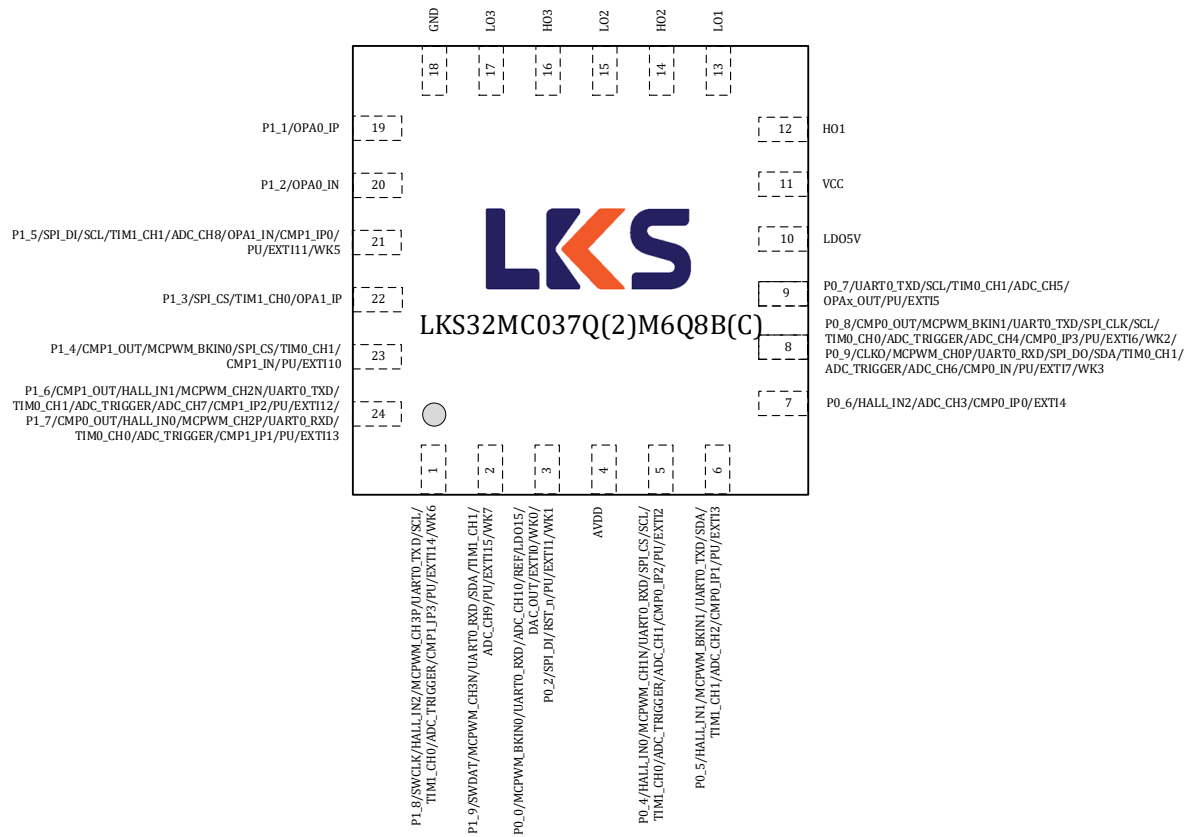 GND
LO3
HO3
LO2
HO2
LO1
18
17
16
15
14
13
P1_1/OPA0_IP
19
12
HO1
P1_2/OPA0_IN
20
11
VCC
P1_5/SPI_DI/SCL/TIM1_CH1/ADC_CH8/OPA1_IN/CMP1_IP0/
PU/EXTI11/WK5
21
10
LDO5V
P1_3/SPI_CS/TIM1_CH0/OPA1_IP
22
9
P0_7/UART0_TXD/SCL/TIM0_CH1/ADC_CH5/
OPAx_OUT/PU/EXTI5
LKS
LKS32MC037Q(2)M6Q8B(C)
P1_4/CMP1_OUT/MCPWM_BKIN0/SPI_CS/TIM0_CH1/
CMP1_IN/PU/EXTI10
23
8
P0_8/CMP0_OUT/MCPWM_BKIN1/UART0_TXD/SPI_CLK/SCL/
TIM0_CH0/ADC_TRIGGER/ADC_CH4/CMP0_IP3/PU/EXTI6/WK2/
P0_9/CLKO/MCPWM_CH0P/UART0_RXD/SPI_DO/SDA/TIM0_CH1/
ADC_TRIGGER/ADC_CH6/CMP0_IN/PU/EXTI7/WK3
P1_6/CMP1_OUT/HALL_IN1/MCPWM_CH2N/UART0_TXD/
TIM0_CH1/ADC_TRIGGER/ADC_CH7/CMP1_IP2/PU/EXTI12/
P1_7/CMP0_OUT/HALL_IN0/MCPWM_CH2P/UART0_RXD/
TIM0_CH0/ADC_TRIGGER/CMP1_IP1/PU/EXTI13
24
7
P0_6/HALL_IN2/ADC_CH3/CMP0_IP0/EXTI4
1
2
3
4
5
6
P1_8/SWCLK/HALL_IN2/MCPWM_CH3P/UART0_TXD/SCL/
TIM1_CH0/ADC_TRIGGER/CMP1_IP3/PU/EXTI14/WK6
P1_9/SWDAT/MCPWM_CH3N/UART0_RXD/SDA/TIM1_CH1/
ADC_CH9/PU/EXTI15/WK7
P0_0/MCPWM_BKIN0/UART0_RXD/ADC_CH10/REF/LDO15/
DAC_OUT/EXTI0/WK0/
P0_2/SPI_DI/RST_n/PU/EXTI1/WK1
AVDD
P0_4/HALL_IN0/MCPWM_CH1N/UART0_RXD/SPI_CS/SCL/
TIM1_CH0/ADC_TRIGGER/ADC_CH1/CMP0_IP2/PU/EXTI2
P0_5/HALL_IN1/MCPWM_BKIN1/UART0_TXD/SDA/
TIM1_CH1/ADC_CH2/CMP0_IP1/PU/EXTI3